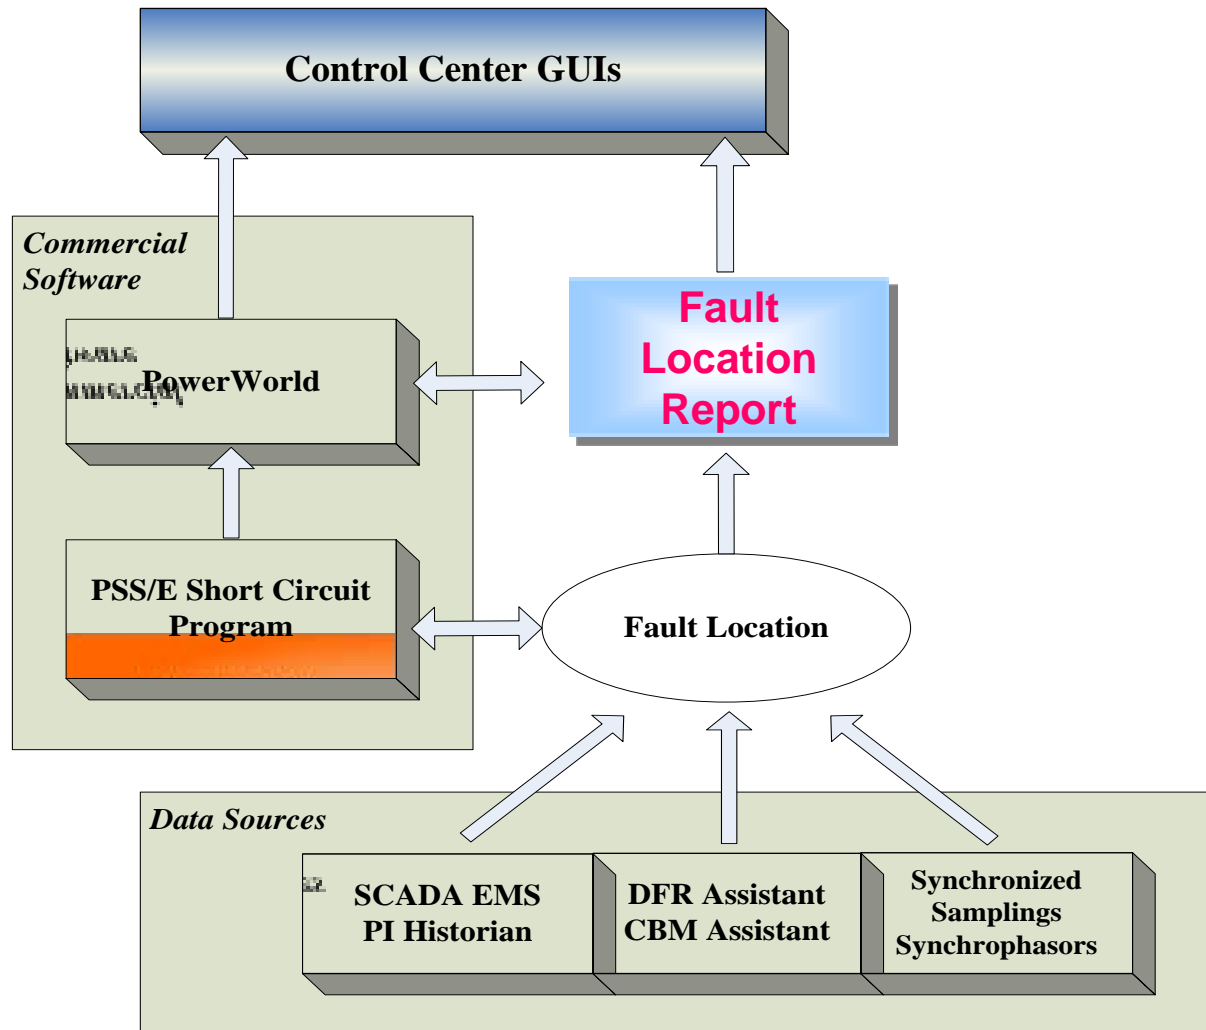 Control Center GUIs
Commercial
Software
PowerWorld
Fault
Location
Report
PSS/E Short Circuit
Program
Fault Location
Data Sources
SCADA EMS
PI Historian
DFR Assistant
CBM Assistant
Synchronized
Samplings
Synchrophasors